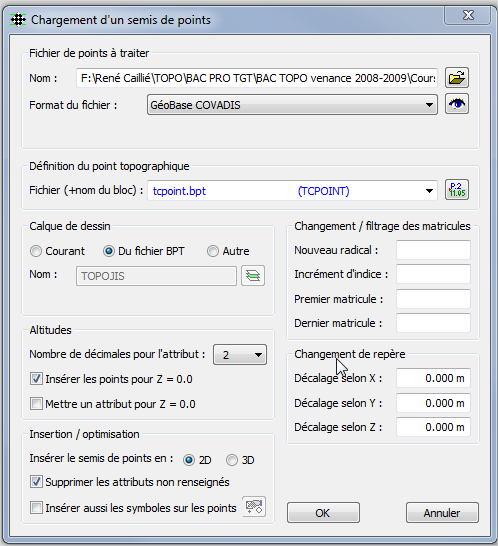 Chargement d'un semis de points
Fichier de points à traiter
Nom : F:\René Caillié\TOPO\BAC PRO TGT\BAC TOPO venance 2008-2009\Cour
Format du fichier : GéoBase COVADIS
Définition du point topographique
Fichier (+nom du bloc) : tcpoint.bpt (TCPOINT)
P.2
11.05
Calque de dessin
Courant Du fichier BPT Autre
Nom : TOPOJIS
Changement / filtrage des matricules
Nouveau radical :
Incrément d'indice :
Premier matricule :
Dernier matricule :
Altitudes
Nombre de décimales pour l'attribut : 2
Insérer les points pour Z = 0.0
Mettre un attribut pour Z = 0.0
Changement de repère
Décalage selon X : 0.000 m
Décalage selon Y : 0.000 m
Décalage selon Z : 0.000 m
Insertion / optimisation
Insérer le semis de points en : 2D 3D
Supprimer les attributs non renseignés
Insérer aussi les symboles sur les points
OK Annuler